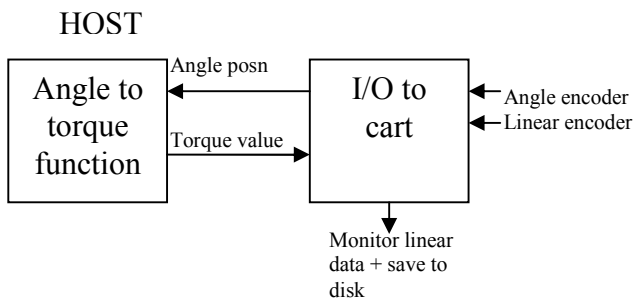 HOST
Angle to
torque
function
Angle posn
Torque value
I/O to
cart
Angle encoder
Linear encoder
Monitor linear
data + save to
disk